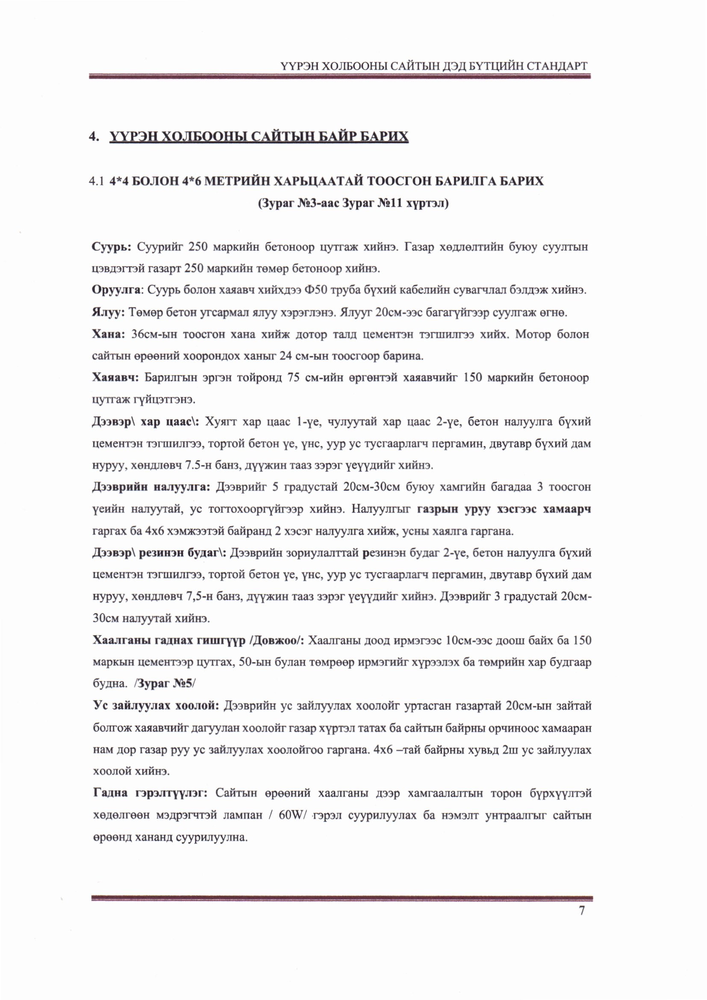 ҮҮРЭН ХОЛБООНЫ САЙТЫН ДЭД БҮТЦИЙН СТАНДАРТ
4. ҮҮРЭН ХОЛБООНЫ САЙТЫН БАЙР БАРИХ
4.1 4*4 БОЛОН 4*6 МЕТРИЙН ХАРЬЦААТАЙ ТООСГОН БАРИЛГА БАРИХ
(Зураг №3-аас Зураг №11 хүртэл)
Суурь: Суурийг 250 маркийн бетоноор цутгаж хийнэ. Газар хөдлөлтийн буюу суултын
цэвдэгтэй газарт 250 маркийн төмөр бетоноор хийнэ.
Оруулга: Суурь болон хаяавч хийхдээ Ф50 труба бүхий кабелийн сувагчлал бэлдэж хийнэ.
Ялуу: Төмөр бетон угсармал ялуу хэрэглэнэ. Ялууг 20см-ээс багагүйгээр суулгаж өгнө.
Хана: 36см-ын тоосгон хана хийж дотор талд цементэн тэгшилгээ хийх. Мотор болон
сайтын өрөөний хоорондох ханыг 24 см-ын тоосгоор барина.
Хаяавч: Барилгын эргэн тойронд 75 см-ийн өргөнтэй хаяавчийг 150 маркийн бетоноор
цутгаж гүйцэтгэнэ.
Дээвэр\ хар цаас\: Хуягт хар цаас 1-үе, чулуутай хар цаас 2-үе, бетон налуулга бүхий
цементэн тэгшилгээ, тортой бетон үе, үнс, уур ус тусгаарлагч пергамин, двутавр бүхий дам
нуруу, хөндлөвч 7.5-н банз, дүүжин тааз зэрэг үеүүдийг хийнэ.
Дээврийн налуулга: Дээврийг 5 градустай 20см-30см буюу хамгийн багадаа 3 тоосгон
үеийн налуутай, ус тогтохооргүйгээр хийнэ. Налуулгыг газрын уруу хэсгээс хамаарч
гаргах ба 4х6 хэмжээтэй байранд 2 хэсэг налуулга хийж, усны хаялга гаргана.
Дээвэр\ резинэн будаг\: Дээврийн зориулалттай резинэн будаг 2-үе, бетон налуулга бүхий
цементэн тэгшилгээ, тортой бетон үе, үнс, уур ус тусгаарлагч пергамин, двутавр бүхий дам
нуруу, хөндлөвч 7,5-н банз, дүүжин тааз зэрэг үеүүдийг хийнэ. Дээврийг 3 градустай 20см-
30см налуутай хийнэ.
Хаалганы гаднах гишгүүр /Довжоо/: Хаалганы доод ирмэгээс 10см-ээс доош байх ба 150
маркын цементээр цутгах, 50-ын булан төмрөөр ирмэгийг хүрээлэх ба төмрийн хар будгаар
будна. /Зураг №5/
Ус зайлуулах хоолой: Дээврийн ус зайлуулах хоолойг уртасган газартай 20см-ын зайтай
болгож хаяавчийг дагуулан хоолойг газар хүртэл татах ба сайтын байрны орчиноос хамааран
нам дор газар руу ус зайлуулах хоолойгоо гаргана. 4х6 –тай байрны хувьд 2ш ус зайлуулах
хоолой хийнэ.
Гадна гэрэлтүүлэг: Сайтын өрөөний хаалганы дээр хамгаалалтын торон бүрхүүлтэй
хөдөлгөөн мэдрэгчтэй лампан / 60W/ гэрэл суурилуулах ба нэмэлт унтраалгыг сайтын
өрөөнд хананд суурилуулна.
7